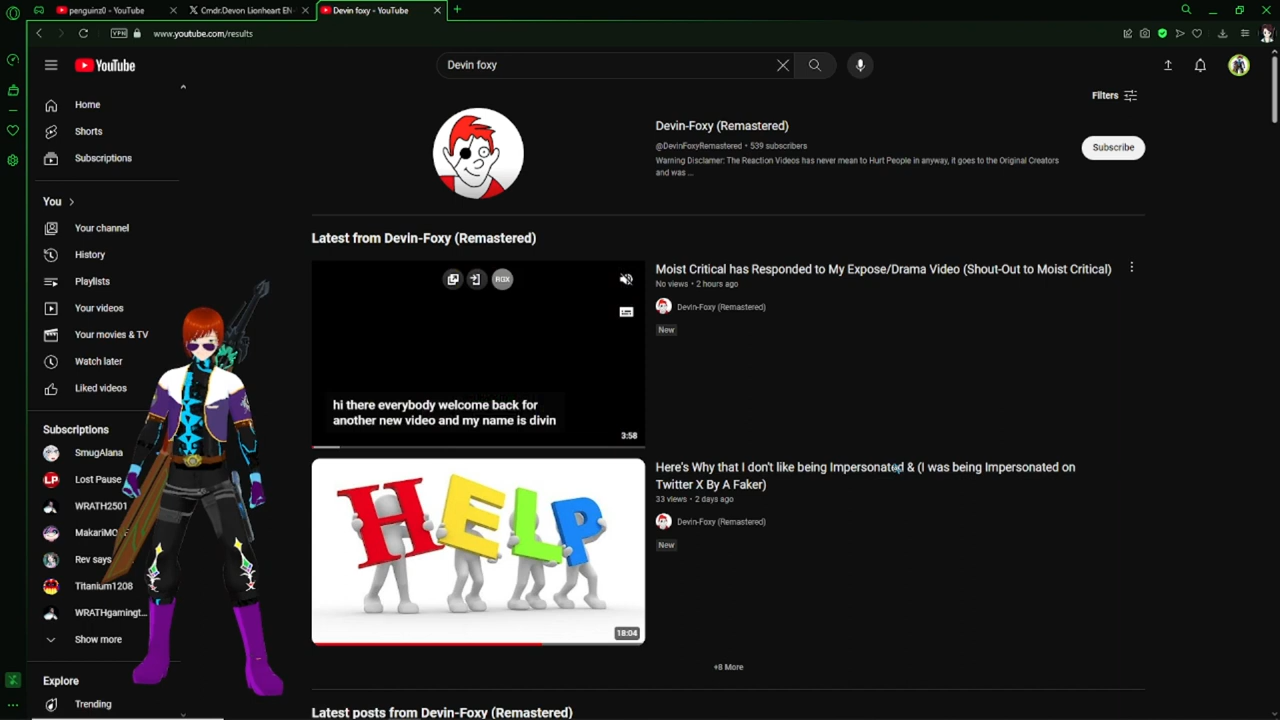 penguinz0 - YouTube
Cmdr.Devon Lionheart EN
Devin foxy - YouTube
VPN
www.youtube.com/results
YouTube
Devin foxy
Filters
Home
Shorts
Subscriptions
You
Your channel
History
Playlists
Your videos
Your movies & TV
Watch later
Liked videos
Subscriptions
SmugAlana
LP
Lost Pause
WRATH2501
MakariMO
Rev says
Titanium1208
WRATHgamingt...
Show more
Explore
Trending
Devin-Foxy (Remastered)
@DevinFoxyRemastered • 539 subscribers
Warning Disclamer: The Reaction Videos has never mean to Hurt People in anyway, it goes to the Original Creators
and was ...
Subscribe
Latest from Devin-Foxy (Remastered)
RGX
hi there everybody welcome back for
another new video and my name is divin
3:58
Moist Critical has Responded to My Expose/Drama Video (Shout-Out to Moist Critical)
No views • 2 hours ago
Devin-Foxy (Remastered)
New
HELP
18:04
Here's Why that I don't like being Impersonated & (I was being Impersonated on
Twitter X By A Faker)
33 views • 2 days ago
Devin-Foxy (Remastered)
New
+8 More
Latest posts from Devin-Foxy (Remastered)